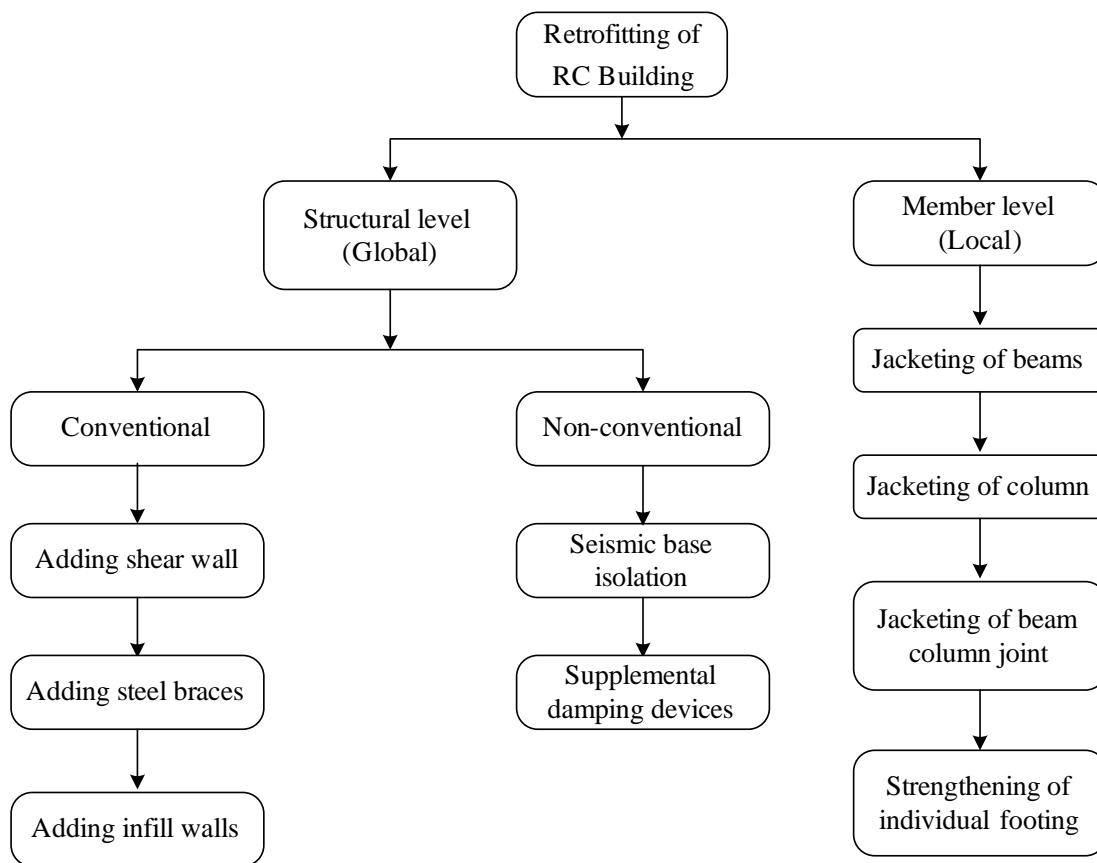 Retrofitting of
RC Building
Structural level
(Global)
Member level
(Local)
Conventional
Non-conventional
Jacketing of beams
Adding shear wall
Seismic base
isolation
Jacketing of column
Adding steel braces
Supplemental
damping devices
Jacketing of beam
column joint
Adding infill walls
Strengthening of
individual footing